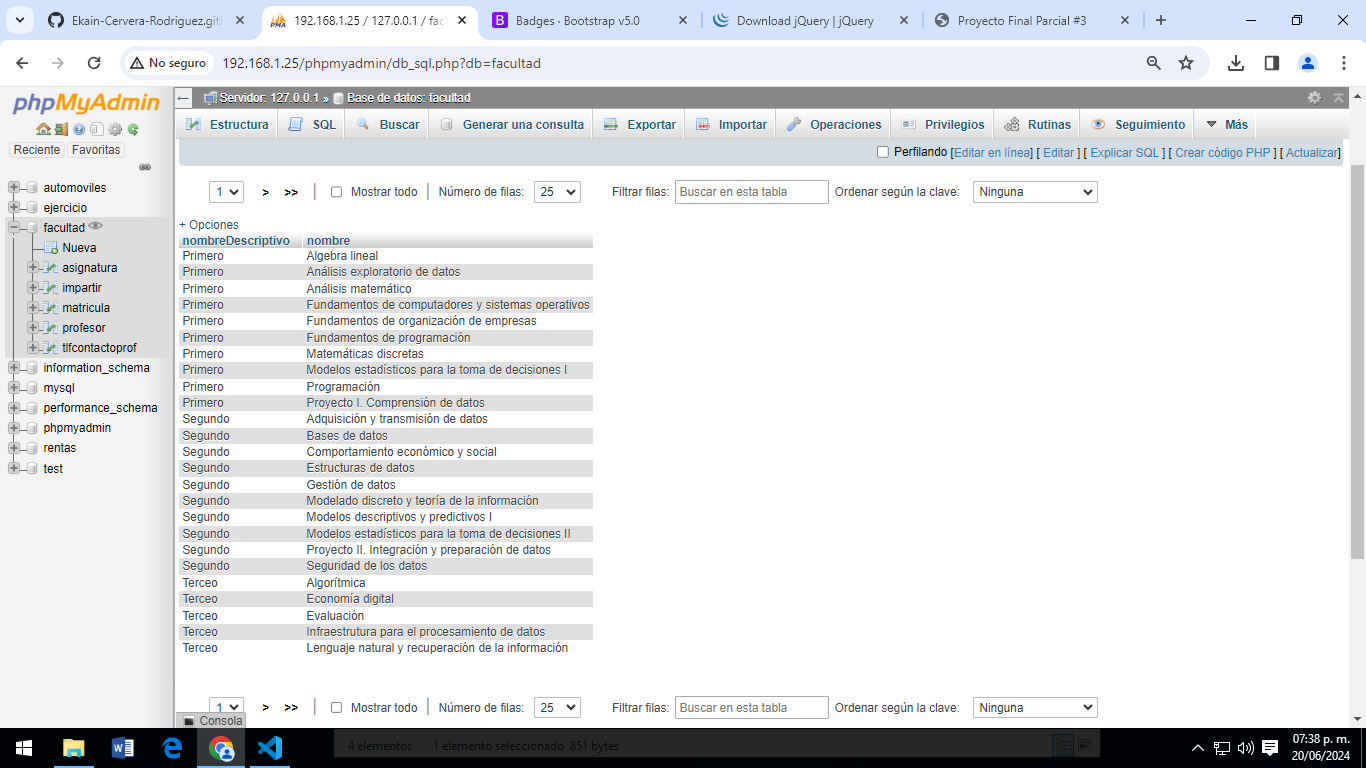 Ekain-Cervera-Rodriguez.git
192.168.1.25 / 127.0.0.1 / fac
Badges · Bootstrap v5.0
Download jQuery | jQuery
Proyecto Final Parcial #3
No seguro
192.168.1.25/phpmyadmin/db_sql.php?db=facultad
phpMyAdmin
Reciente Favoritas
automoviles
ejercicio
facultad
Nueva
asignatura
impartir
matricula
profesor
tlfcontactoprof
information_schema
mysql
performance_schema
phpmyadmin
rentas
test
Servidor: 127.0.0.1 » Base de datos: facultad
Estructura SQL Buscar Generar una consulta Exportar Importar Operaciones Privilegios Rutinas Seguimiento Más
Perfilando [Editar en línea] [ Editar ] [ Explicar SQL ] [ Crear código PHP ] [ Actualizar]
1 > >> Mostrar todo Número de filas: 25 Filtrar filas: Buscar en esta tabla Ordenar según la clave: Ninguna
+ Opciones
nombreDescriptivo nombre
Primero Algebra lineal
Primero Análisis exploratorio de datos
Primero Análisis matemático
Primero Fundamentos de computadores y sistemas operativos
Primero Fundamentos de organización de empresas
Primero Fundamentos de programación
Primero Matemáticas discretas
Primero Modelos estadísticos para la toma de decisiones I
Primero Programación
Primero Proyecto I. Comprensión de datos
Segundo Adquisición y transmisión de datos
Segundo Bases de datos
Segundo Comportamiento económico y social
Segundo Estructuras de datos
Segundo Gestión de datos
Segundo Modelado discreto y teoría de la información
Segundo Modelos descriptivos y predictivos I
Segundo Modelos estadísticos para la toma de decisiones II
Segundo Proyecto II. Integración y preparación de datos
Segundo Seguridad de los datos
Terceo Algorítmica
Terceo Economía digital
Terceo Evaluación
Terceo Infraestrutura para el procesamiento de datos
Terceo Lenguaje natural y recuperación de la información
1 > >> Mostrar todo Número de filas: 25 Filtrar filas: Buscar en esta tabla Ordenar según la clave: Ninguna
Consola
4 elementos 1 elemento seleccionado 851 bytes
07:38 p. m.
20/06/2024